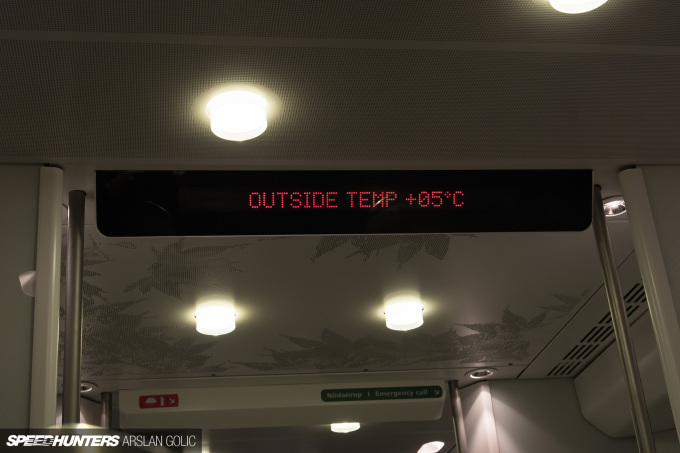 OUTSIDE TEMP +05°C
Nödanrop | Emergency call
SPEEDHUNTERS ARSLAN GOLIC